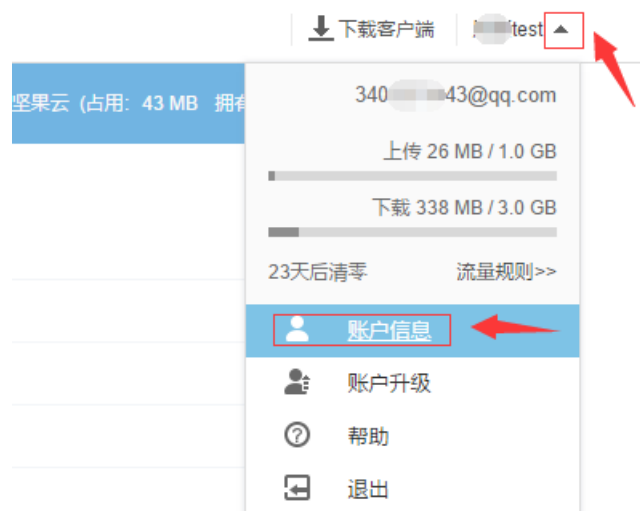 下载客户端 test
坚果云 (占用: 43 MB 拥有
340 43@qq.com
上传 26 MB / 1.0 GB
下载 338 MB / 3.0 GB
23天后清零 流量规则>>
账户信息
账户升级
帮助
退出